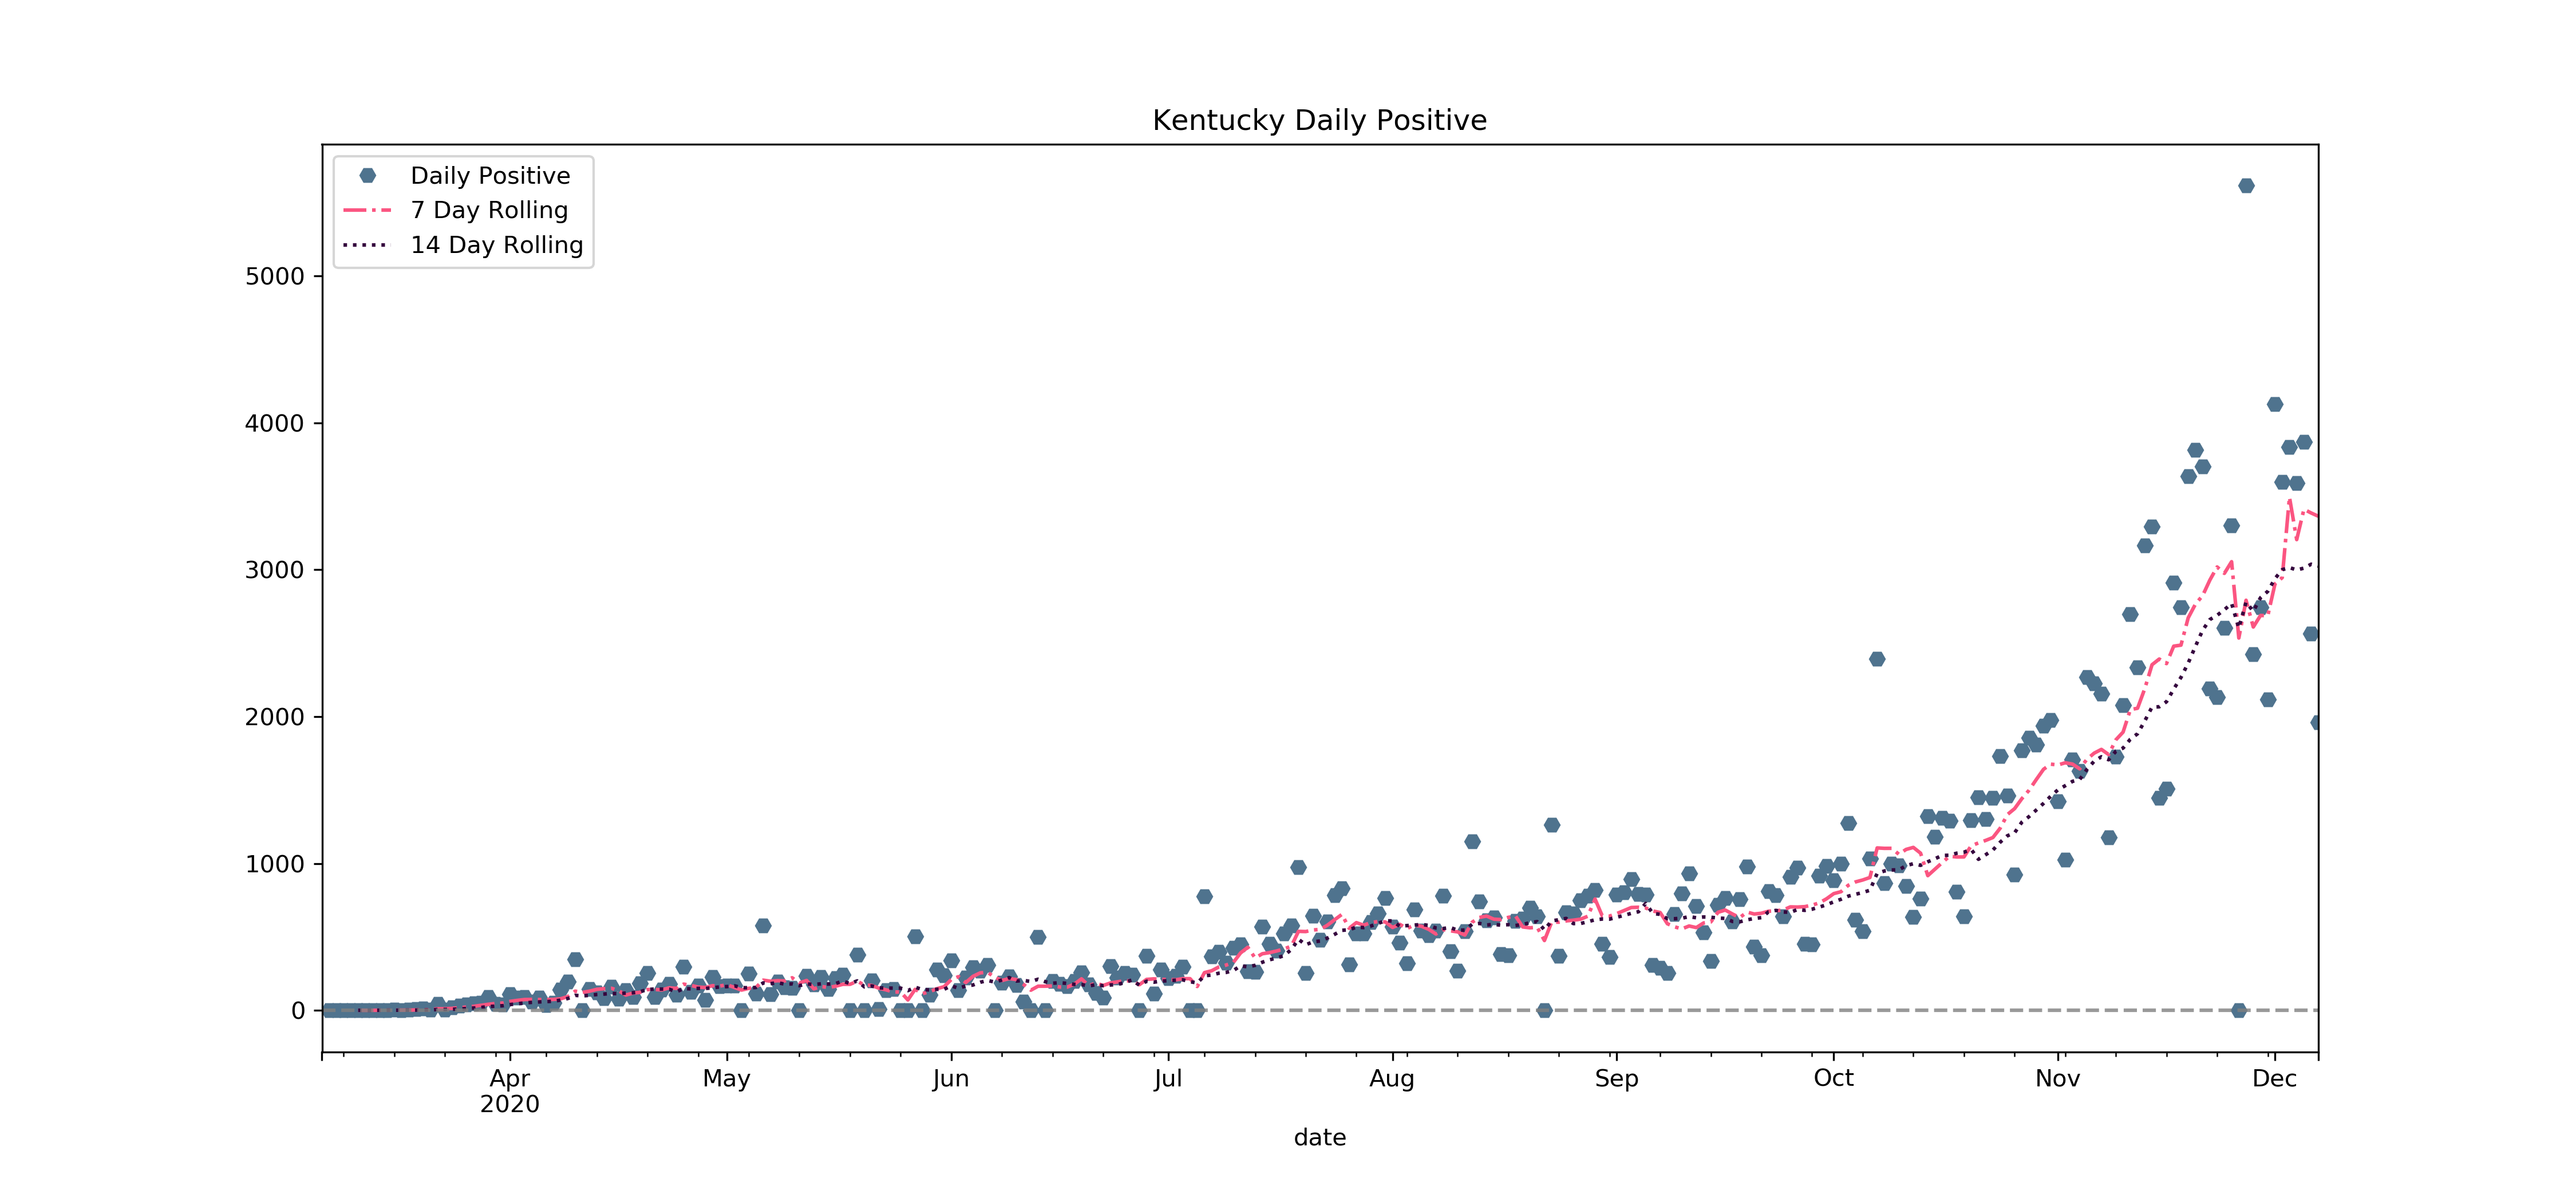 Kentucky Daily Positive
Daily Positive
7 Day Rolling
14 Day Rolling
5000
4000
3000
2000
1000
0
Apr May Jun Jul Aug Sep Oct Nov Dec
2020
date